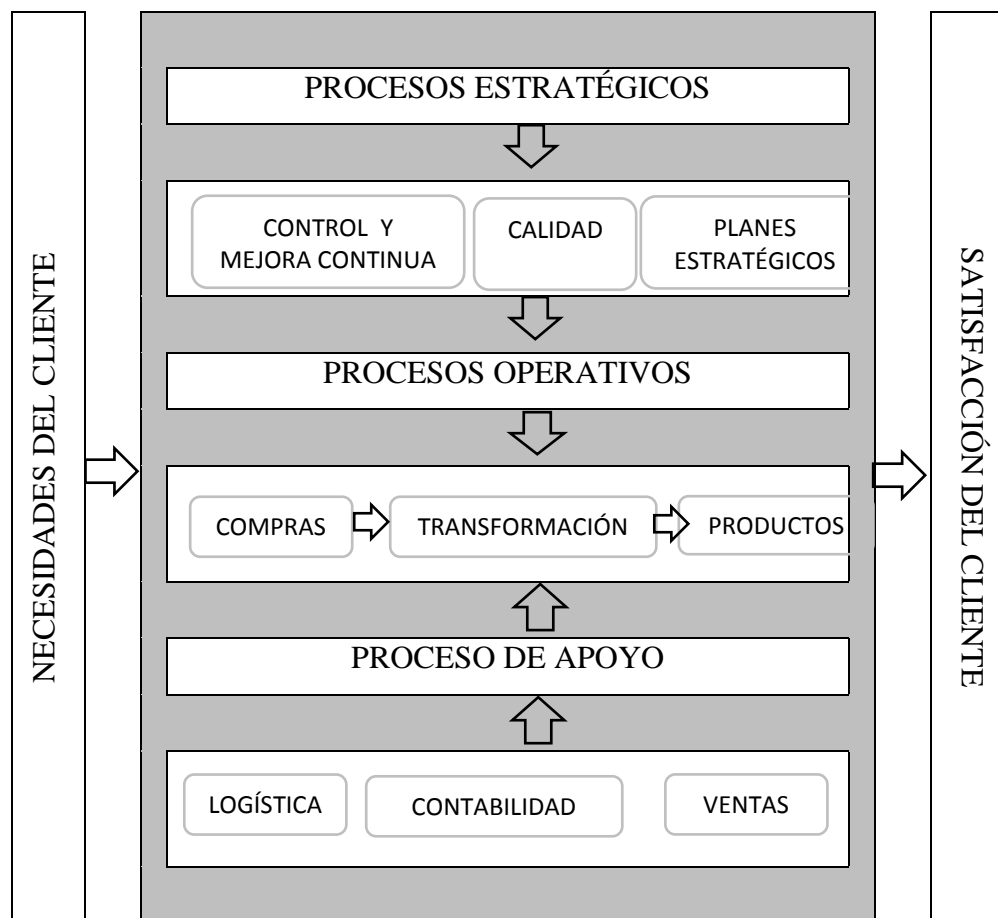 NECESIDADES DEL CLIENTE
PROCESOS ESTRATÉGICOS
CONTROL Y
MEJORA CONTINUA
CALIDAD
PLANES
ESTRATÉGICOS
PROCESOS OPERATIVOS
COMPRAS
TRANSFORMACIÓN
PRODUCTOS
PROCESO DE APOYO
LOGÍSTICA
CONTABILIDAD
VENTAS
SATISFACCIÓN DEL CLIENTE